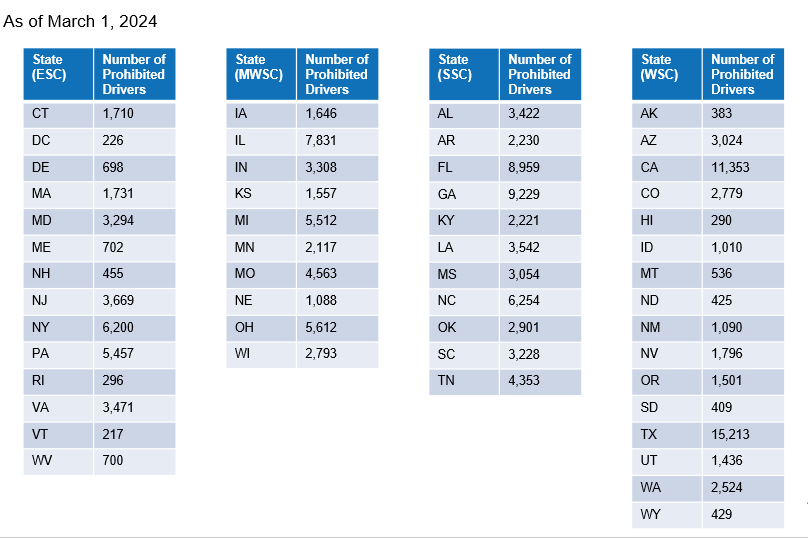 As of March 1, 2024
State (ESC) Number of Prohibited Drivers
CT 1,710
DC 226
DE 698
MA 1,731
MD 3,294
ME 702
NH 455
NJ 3,669
NY 6,200
PA 5,457
RI 296
VA 3,471
VT 217
WV 700
State (MWSC) Number of Prohibited Drivers
IA 1,646
IL 7,831
IN 3,308
KS 1,557
MI 5,512
MN 2,117
MO 4,563
NE 1,088
OH 5,612
WI 2,793
State (SSC) Number of Prohibited Drivers
AL 3,422
AR 2,230
FL 8,959
GA 9,229
KY 2,221
LA 3,542
MS 3,054
NC 6,254
OK 2,901
SC 3,228
TN 4,353
State (WSC) Number of Prohibited Drivers
AK 383
AZ 3,024
CA 11,353
CO 2,779
HI 290
ID 1,010
MT 536
ND 425
NM 1,090
NV 1,796
OR 1,501
SD 409
TX 15,213
UT 1,436
WA 2,524
WY 429